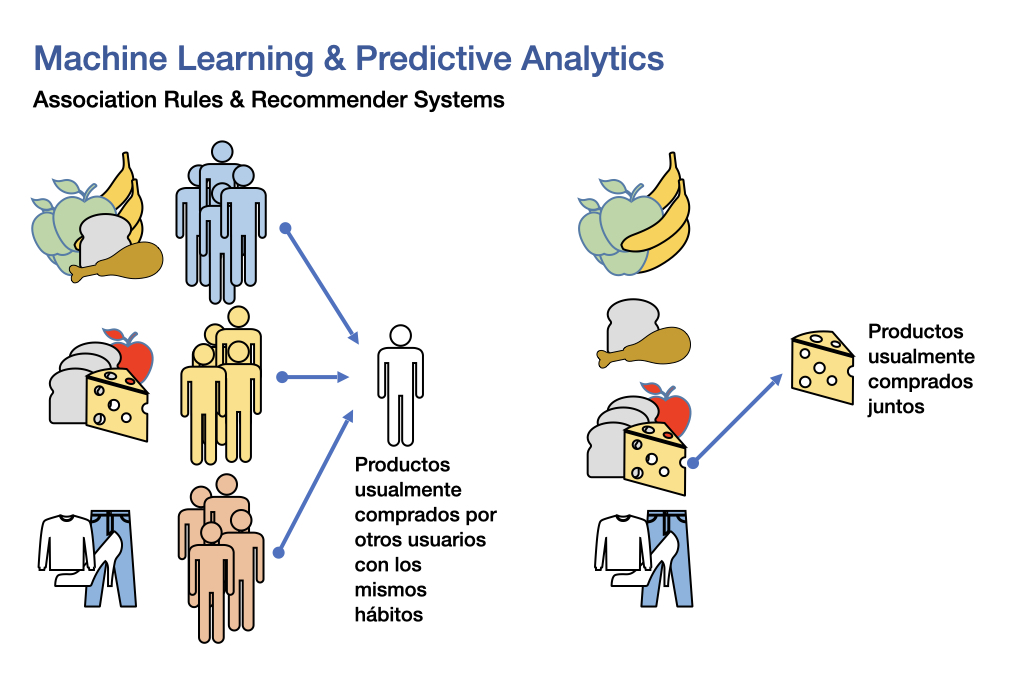 Machine Learning & Predictive Analytics
Association Rules & Recommender Systems
Productos
usualmente
comprados por
otros usuarios
con los
mismos
hábitos
Productos
usualmente
comprados
juntos